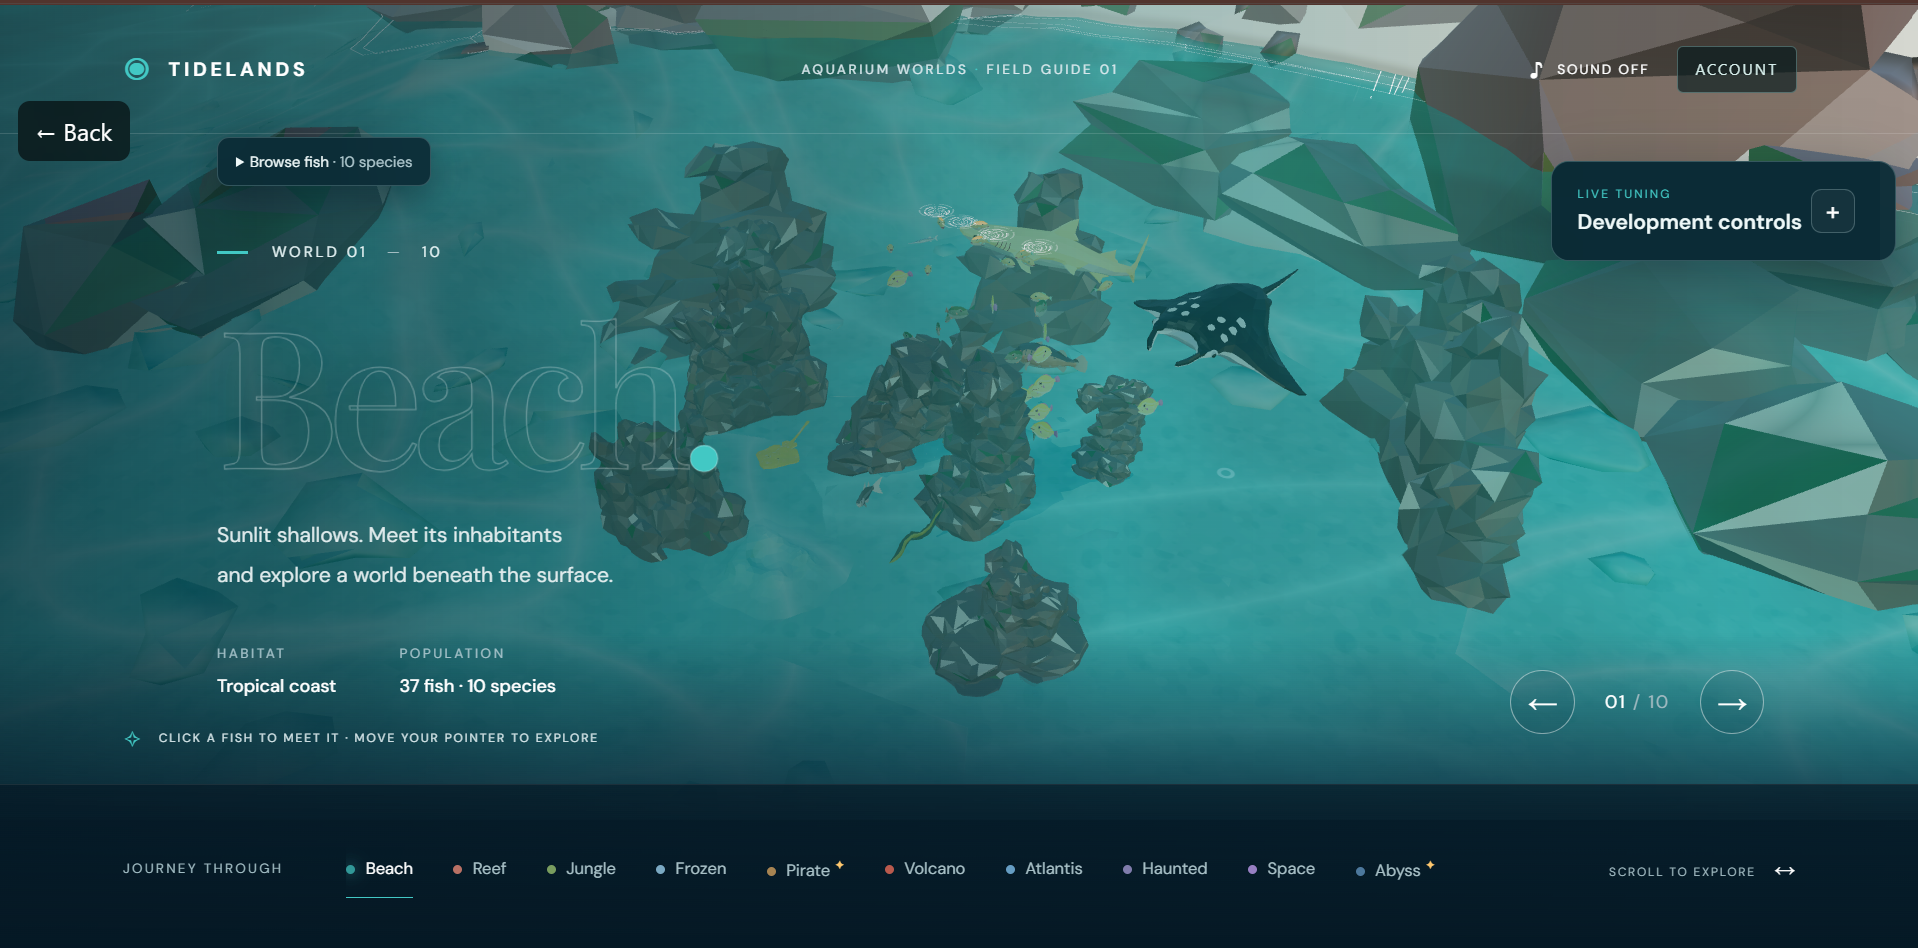 TIDELANDS
AQUARIUM WORLDS · FIELD GUIDE 01
SOUND OFF
ACCOUNT
← Back
▶ Browse fish · 10 species
LIVE TUNING
Development controls
+
WORLD 01 — 10
Beach
Sunlit shallows. Meet its inhabitants
and explore a world beneath the surface.
HABITAT
Tropical coast
POPULATION
37 fish · 10 species
CLICK A FISH TO MEET IT · MOVE YOUR POINTER TO EXPLORE
← 01 / 10 →
JOURNEY THROUGH
Beach
Reef
Jungle
Frozen
Pirate
Volcano
Atlantis
Haunted
Space
Abyss
SCROLL TO EXPLORE ↔